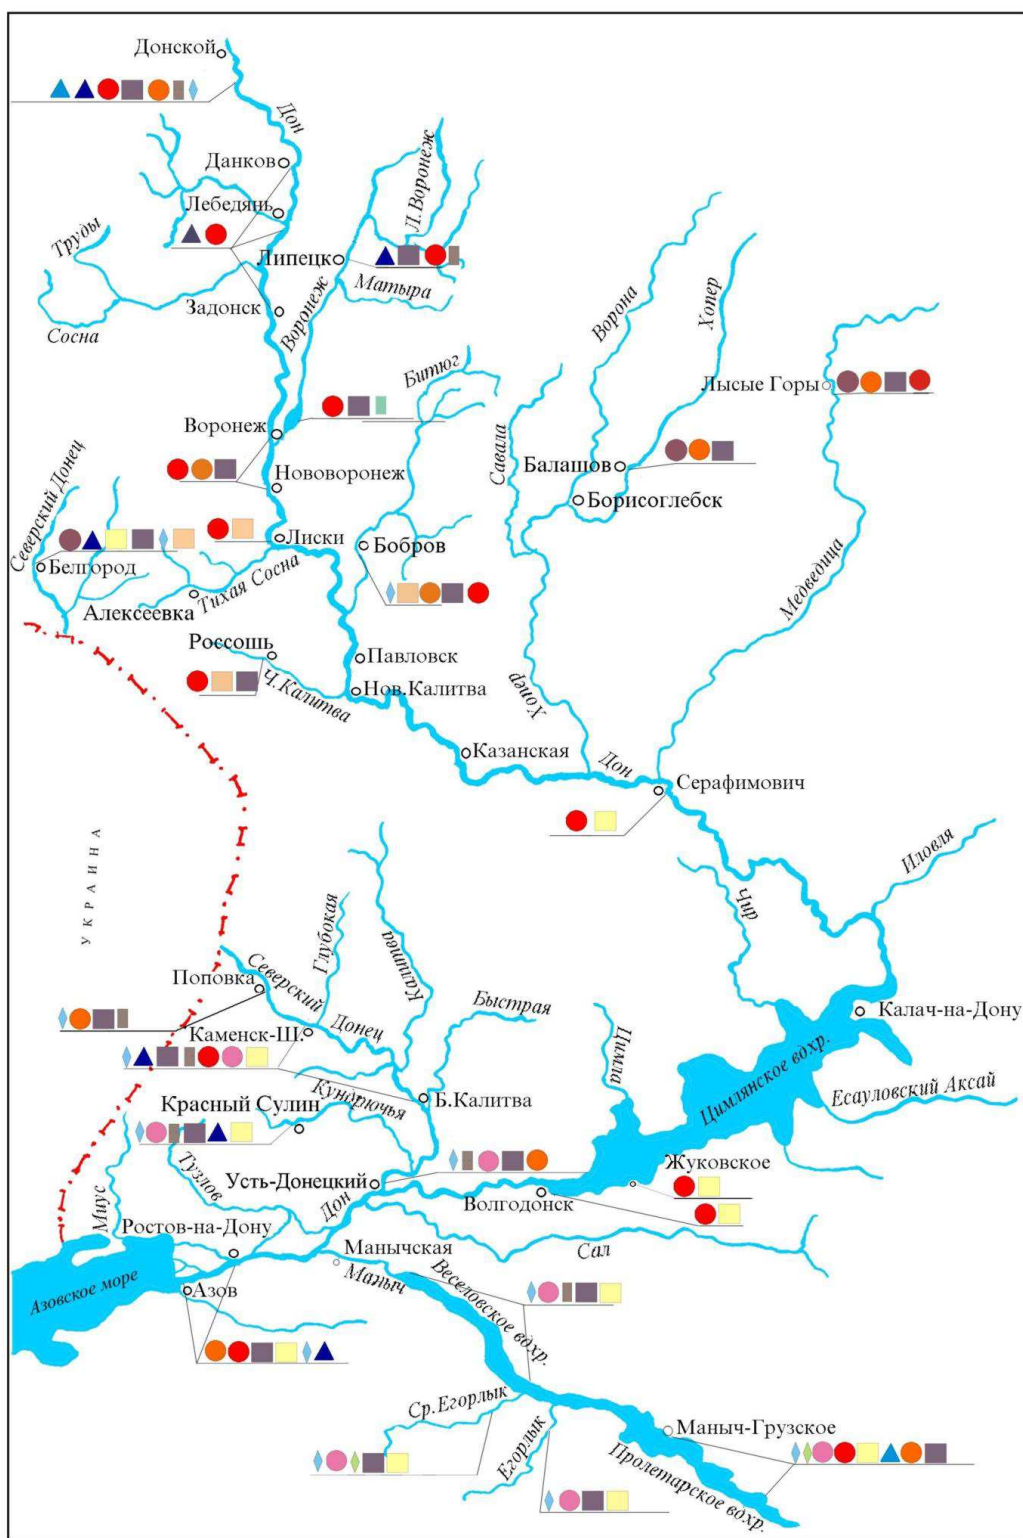 Донской
Дон
Данков
Лебедянь
Л.Воронеж
Труды
Липецк
Матыра
Задонск
Воронеж
Сосна
Ворона
Хопер
Битюг
Лысые Горы
Воронеж
Савала
Балашов
Нововоронеж
Борисоглебск
Северский Донец
Лиски
Бобров
Белгород
Тихая Сосна
Алексеевка
Медведица
Россошь
Павловск
Ч.Калитва
Нов.Калитва
Хопер
Казанская
Дон
Серафимович
УКРАИНА
Иловля
Чир
Глубокая
Калитва
Северский
Донец
Поповка
Быстрая
Каменск-Ш.
Цимла
Калач-на-Дону
Цимлянское вдхр.
Есауловский Аксай
Кундрючья
Б.Калитва
Красный Сулин
Тузлов
Усть-Донецкий
Жуковское
Волгодонск
Дон
Миус
Ростов-на-Дону
Манычская
Сал
Маныч
Азовское море
Азов
Веселовское вдхр.
Ср.Егорлык
Егорлык
Маныч-Грузское
Пролетарское вдхр.